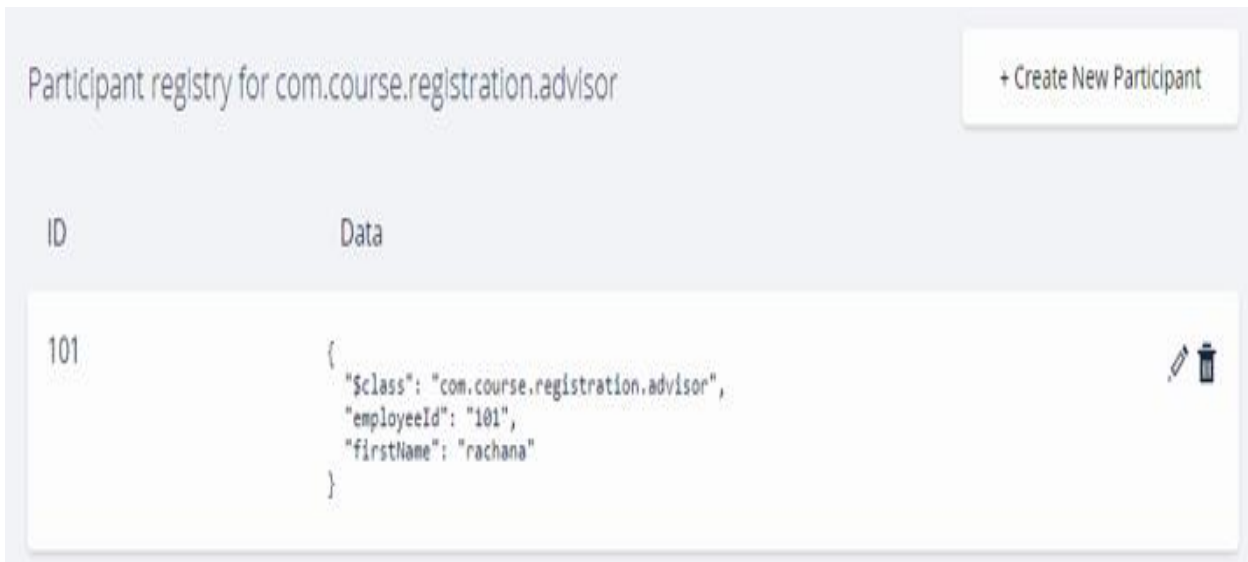 Participant registry for com.course.registration.advisor
+ Create New Participant
ID Data
101
{
"$class": "com.course.registration.advisor",
"employeeId": "101",
"firstName": "rachana"
}